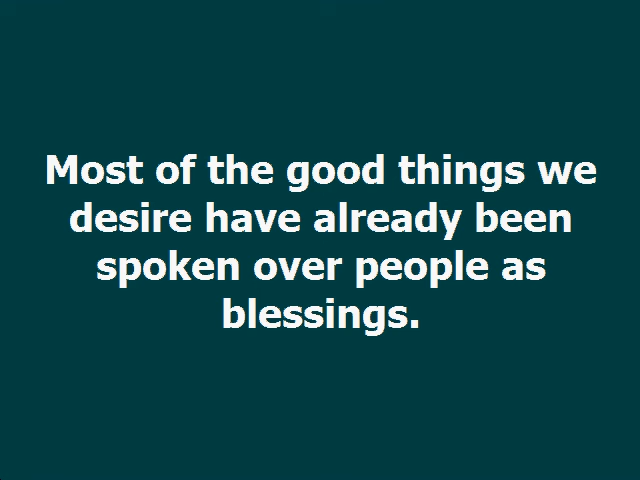 Most of the good things we
desire have already been
spoken over people as
blessings.